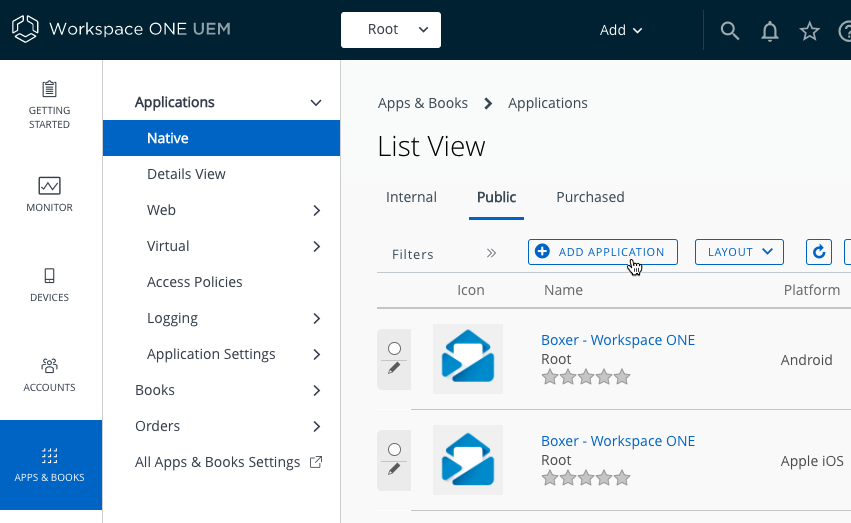 Workspace ONE UEM
Root
Add
GETTING
STARTED
MONITOR
DEVICES
ACCOUNTS
APPS & BOOKS
Applications
Native
Details View
Web
Virtual
Access Policies
Logging
Application Settings
Books
Orders
All Apps & Books Settings
Apps & Books
Applications
List View
Internal
Public
Purchased
Filters
ADD APPLICATION
LAYOUT
Icon
Name
Platform
Boxer - Workspace ONE
Root
Android
Boxer - Workspace ONE
Root
Apple iOS